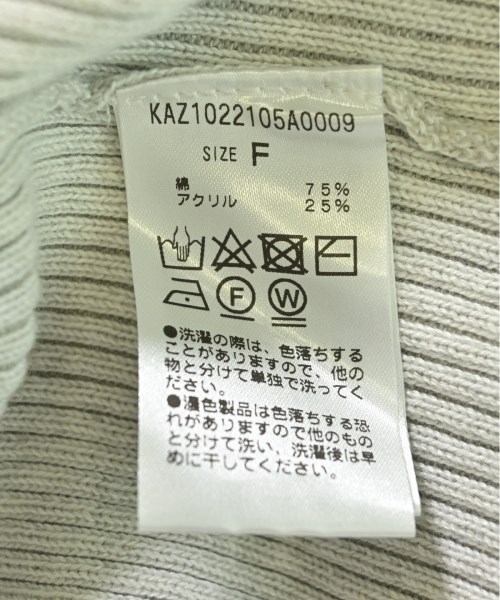 KAZ1022105A0009
SIZE F
綿 75%
アクリル 25%
F W
●洗濯の際は、色落ちする
ことがありますので、他の
物と分けて単独で洗ってく
ださい。
●濃色製品は色落ちする恐
れがありますので他のもの
と分けて洗い、洗濯後は早
めに干してください。